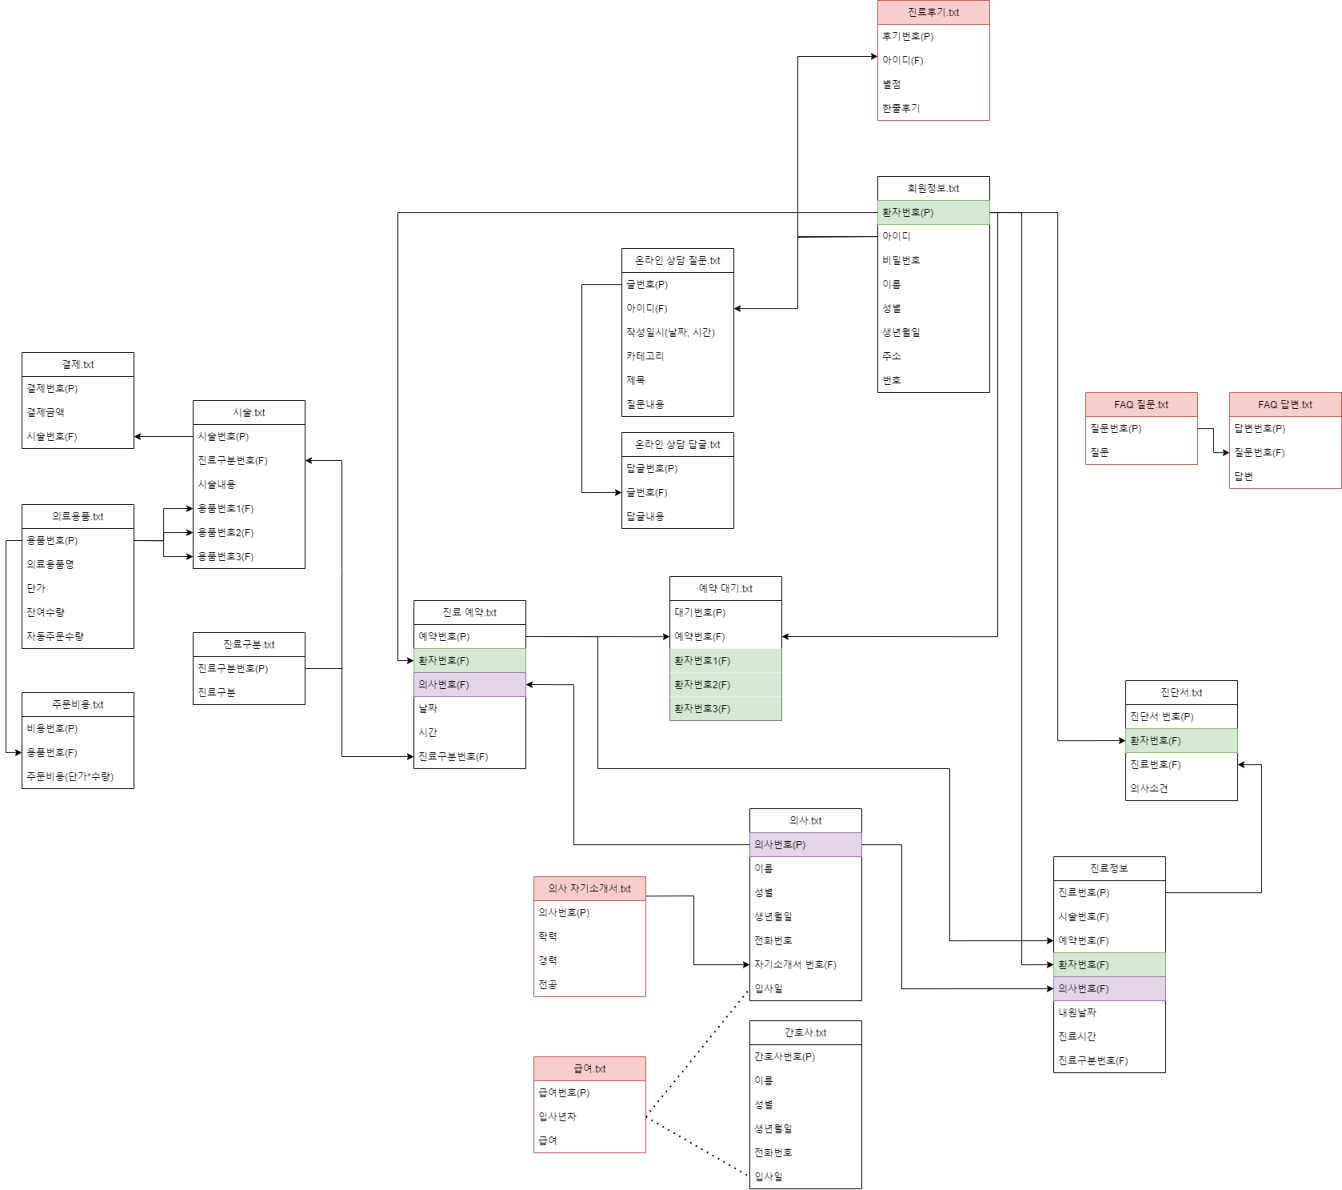 진료후기.txt
후기번호(P)
아이디(F)
별점
한줄후기
회원정보.txt
환자번호(P)
아이디
비밀번호
이름
성별
생년월일
주소
번호
온라인 상담 질문.txt
글번호(P)
아이디(F)
작성일시(날짜, 시간)
카테고리
제목
질문내용
온라인 상담 답글.txt
답글번호(P)
글번호(F)
답글내용
결제.txt
결제번호(P)
결제금액
시술번호(F)
시술.txt
시술번호(P)
진료구분번호(F)
시술내용
용품번호1(F)
용품번호2(F)
용품번호3(F)
FAQ 질문.txt
질문번호(P)
질문
FAQ 답변.txt
답변번호(P)
질문번호(F)
답변
의료용품.txt
용품번호(P)
의료용품명
단가
잔여수량
자동주문수량
진료구분.txt
진료구분번호(P)
진료구분
주문비용.txt
비용번호(P)
용품번호(F)
주문비용(단가*수량)
진료 예약.txt
예약번호(P)
환자번호(F)
의사번호(F)
날짜
시간
진료구분번호(F)
예약 대기.txt
대기번호(P)
예약번호(F)
환자번호1(F)
환자번호2(F)
환자번호3(F)
진단서.txt
진단서 번호(P)
환자번호(F)
진료번호(F)
의사소견
의사.txt
의사번호(P)
이름
성별
생년월일
전화번호
자기소개서 번호(F)
입사일
의사 자기소개서.txt
의사번호(P)
학력
경력
전공
진료정보
진료번호(P)
시술번호(F)
예약번호(F)
환자번호(F)
의사번호(F)
내원날짜
진료시간
진료구분번호(F)
급여.txt
급여번호(P)
입사년차
급여
간호사.txt
간호사번호(P)
이름
성별
생년월일
전화번호
입사일